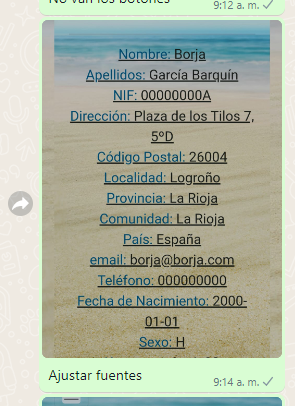 No van los botones
9:12 a. m.
Nombre: Borja
Apellidos: García Barquín
NIF: 00000000A
Dirección: Plaza de los Tilos 7,
5ºD
Código Postal: 26004
Localidad: Logroño
Provincia: La Rioja
Comunidad: La Rioja
País: España
email: borja@borja.com
Teléfono: 000000000
Fecha de Nacimiento: 2000-
01-01
Sexo: H
Ajustar fuentes
9:14 a. m.